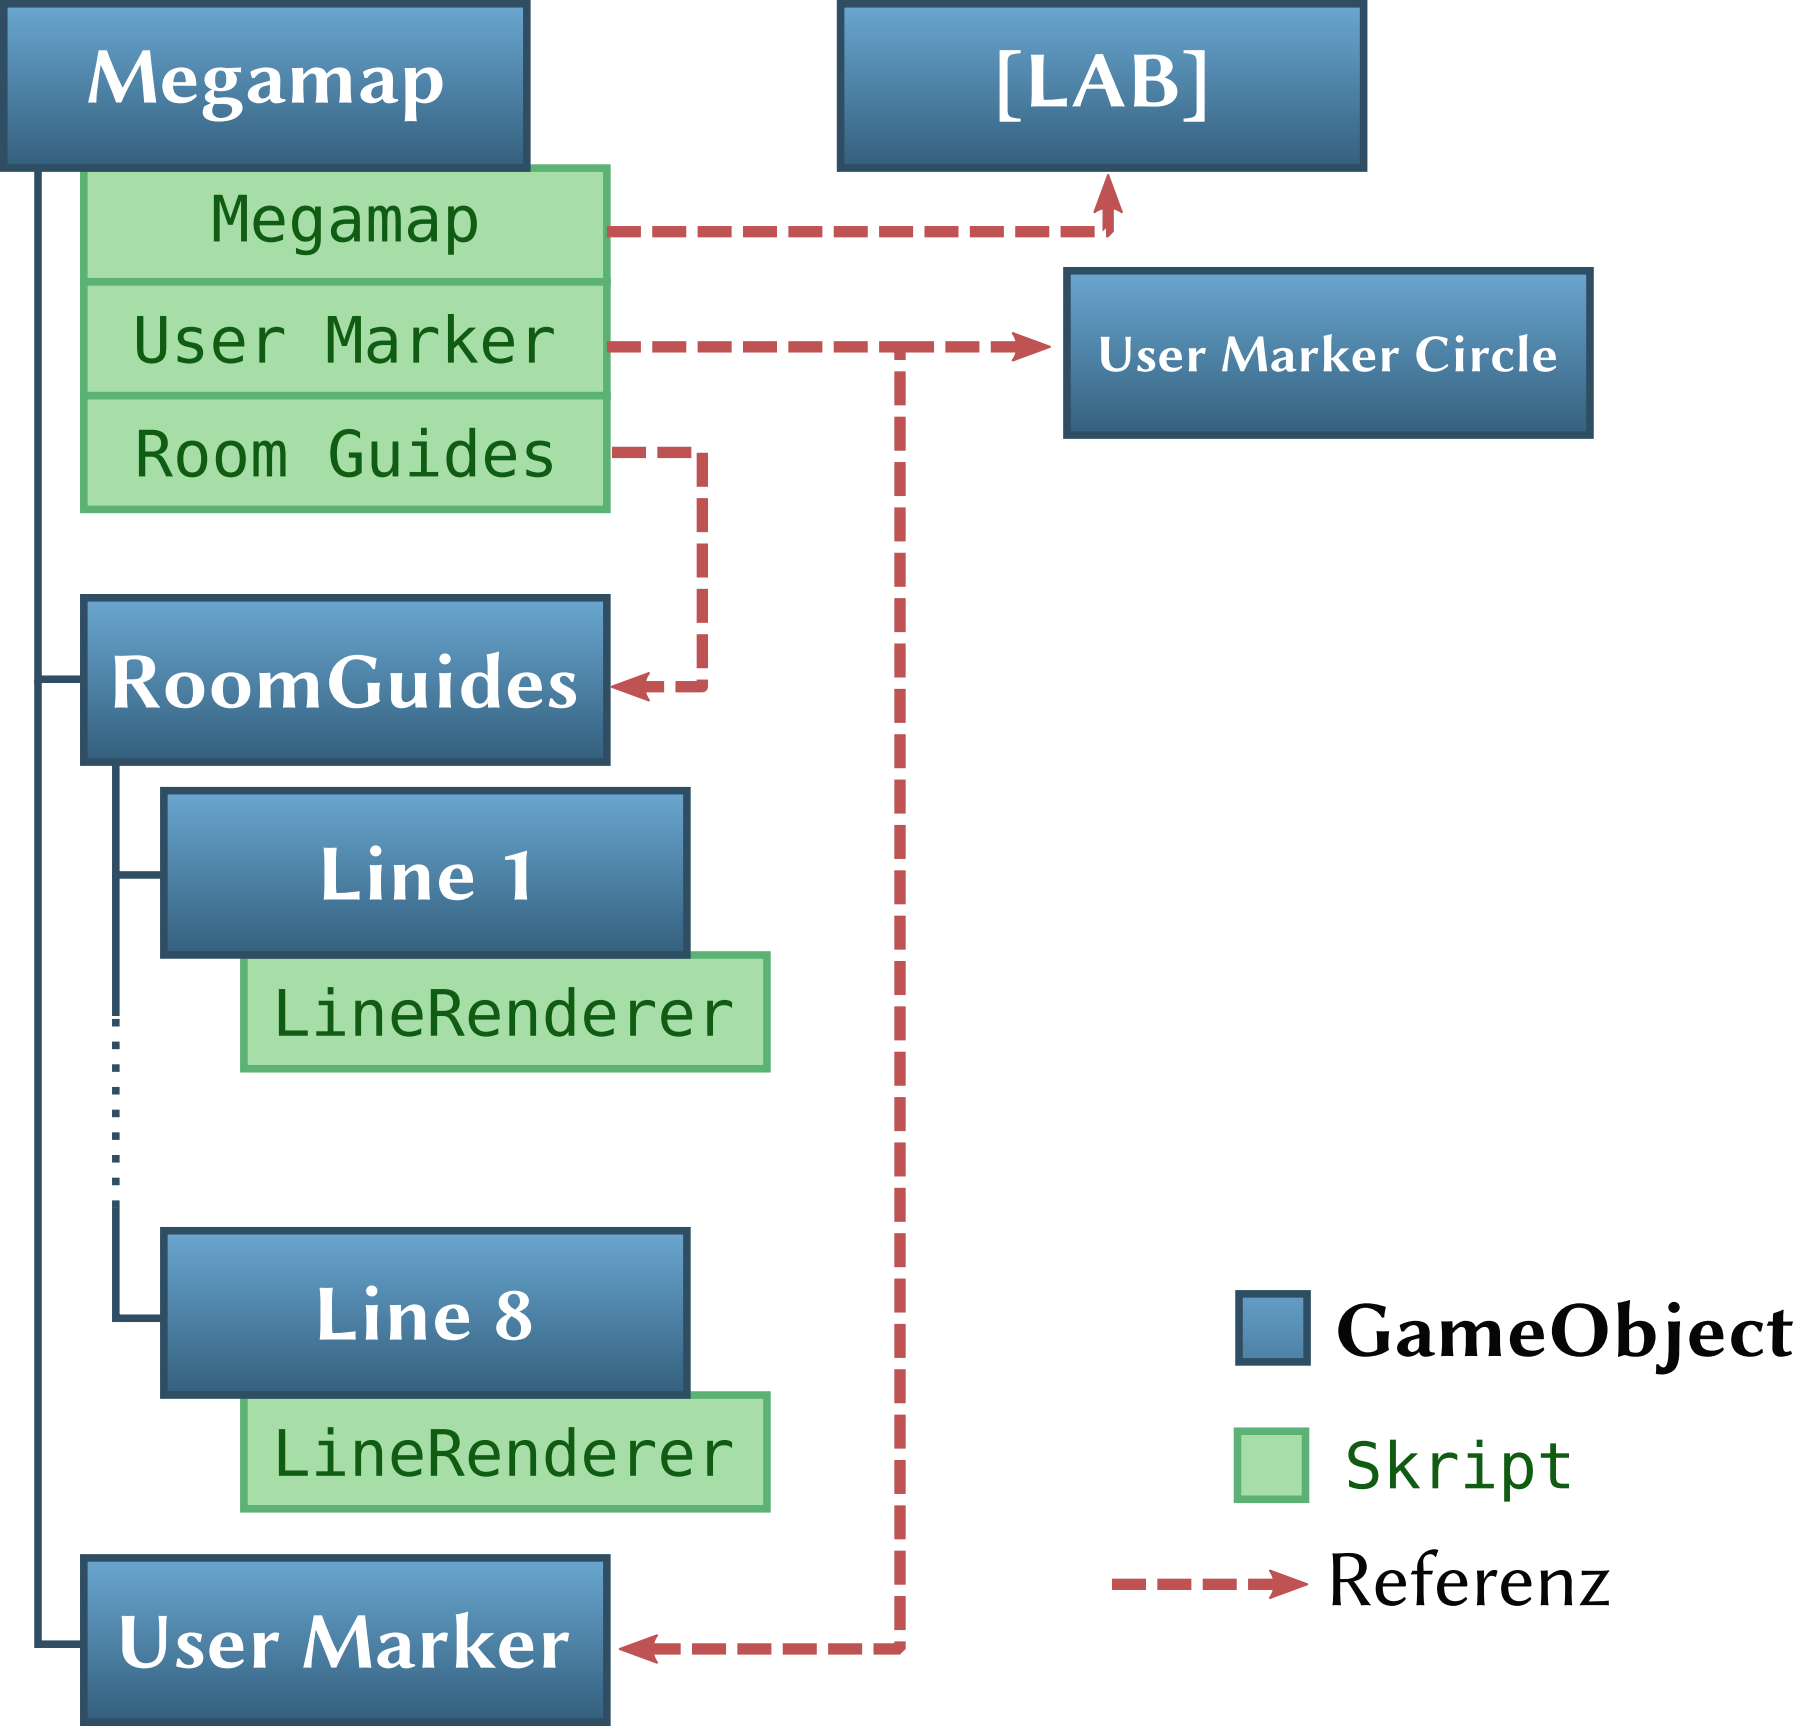 Megamap
[LAB]
Megamap
User Marker
User Marker Circle
Room Guides
RoomGuides
Line 1
LineRenderer
Line 8
LineRenderer
User Marker
GameObject
Skript
Referenz